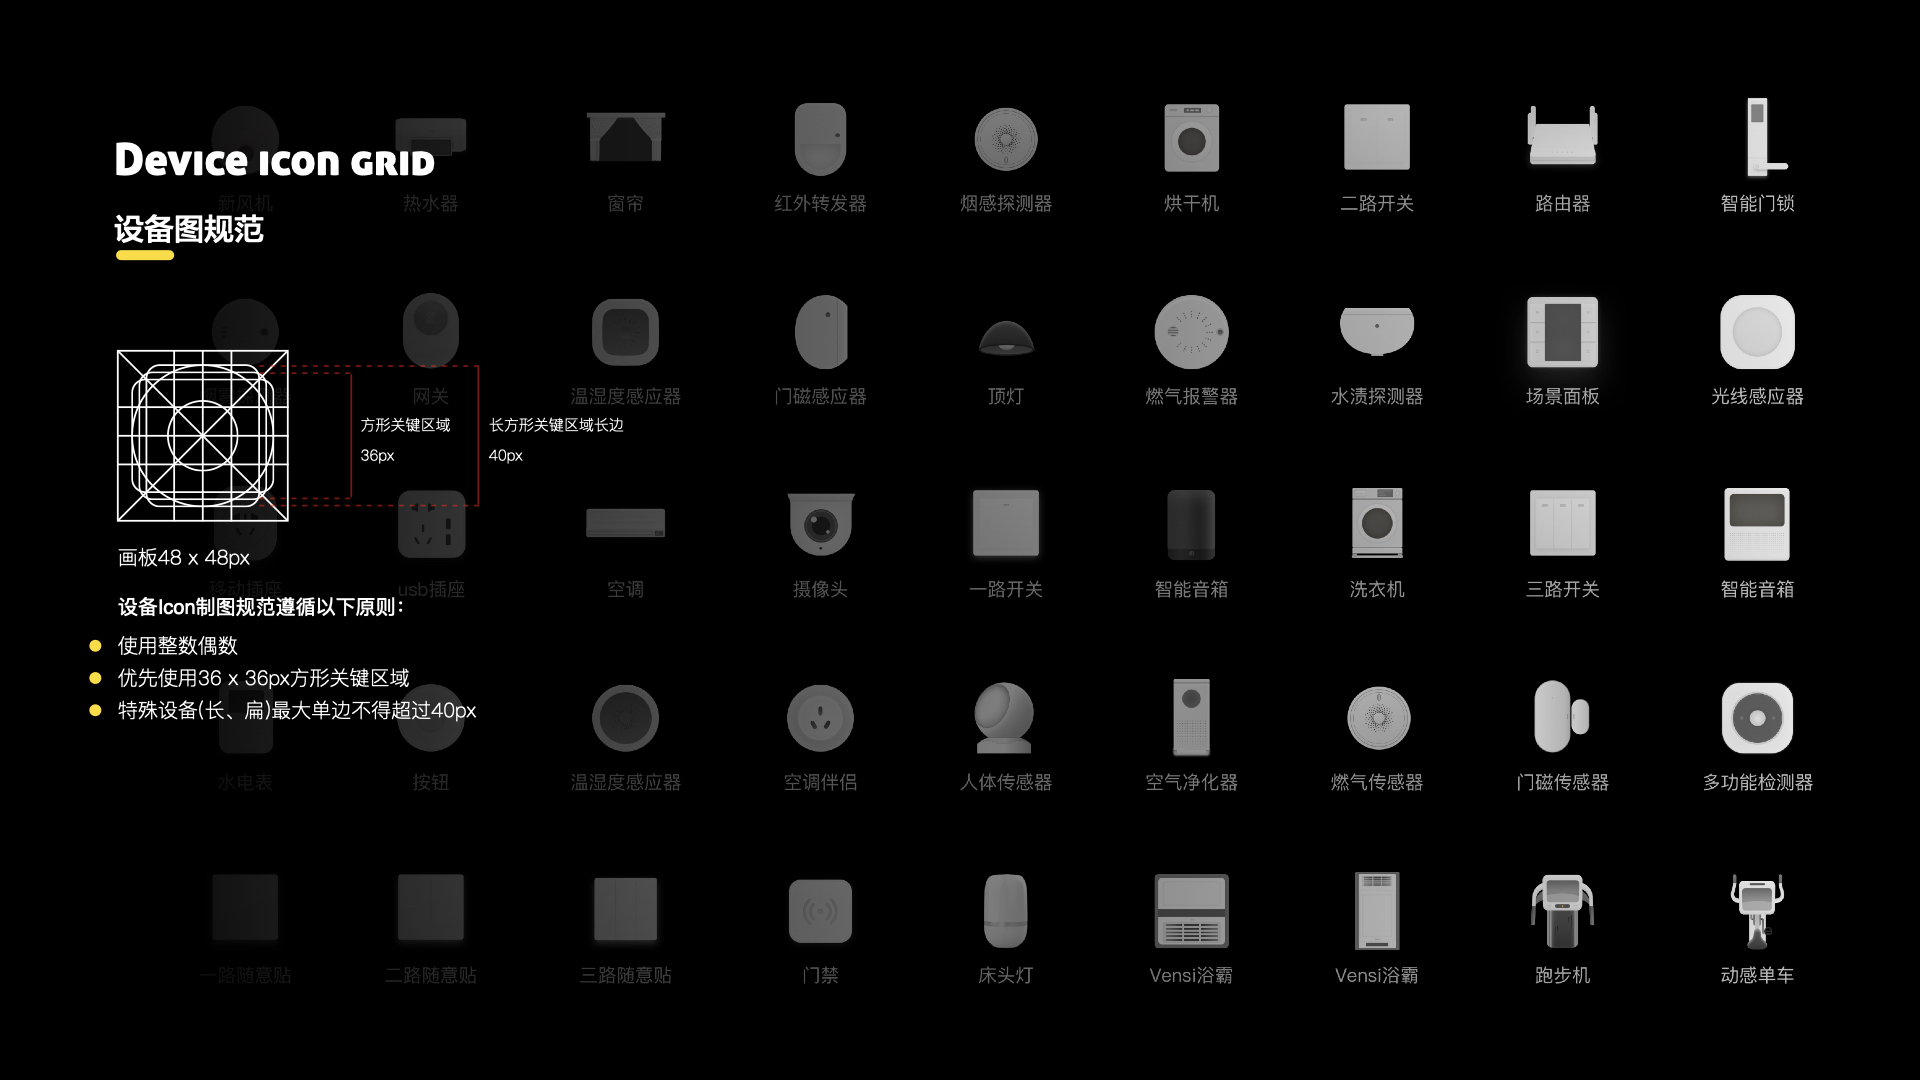 Device icon GRID
设备图规范
方形关键区域
36px
长方形关键区域长边
40px
画板48 x 48px
设备Icon制图规范遵循以下原则：
使用整数偶数
优先使用36 x 36px方形关键区域
特殊设备(长、扁)最大单边不得超过40px
新风机
热水器
窗帘
红外转发器
烟感探测器
烘干机
二路开关
路由器
智能门锁
网关
温湿度感应器
门磁感应器
顶灯
燃气报警器
水渍探测器
场景面板
光线感应器
移动插座
usb插座
空调
摄像头
一路开关
智能音箱
洗衣机
三路开关
智能音箱
水电表
按钮
温湿度感应器
空调伴侣
人体传感器
空气净化器
燃气传感器
门磁传感器
多功能检测器
一路随意贴
二路随意贴
三路随意贴
门禁
床头灯
Vensi浴霸
Vensi浴霸
跑步机
动感单车